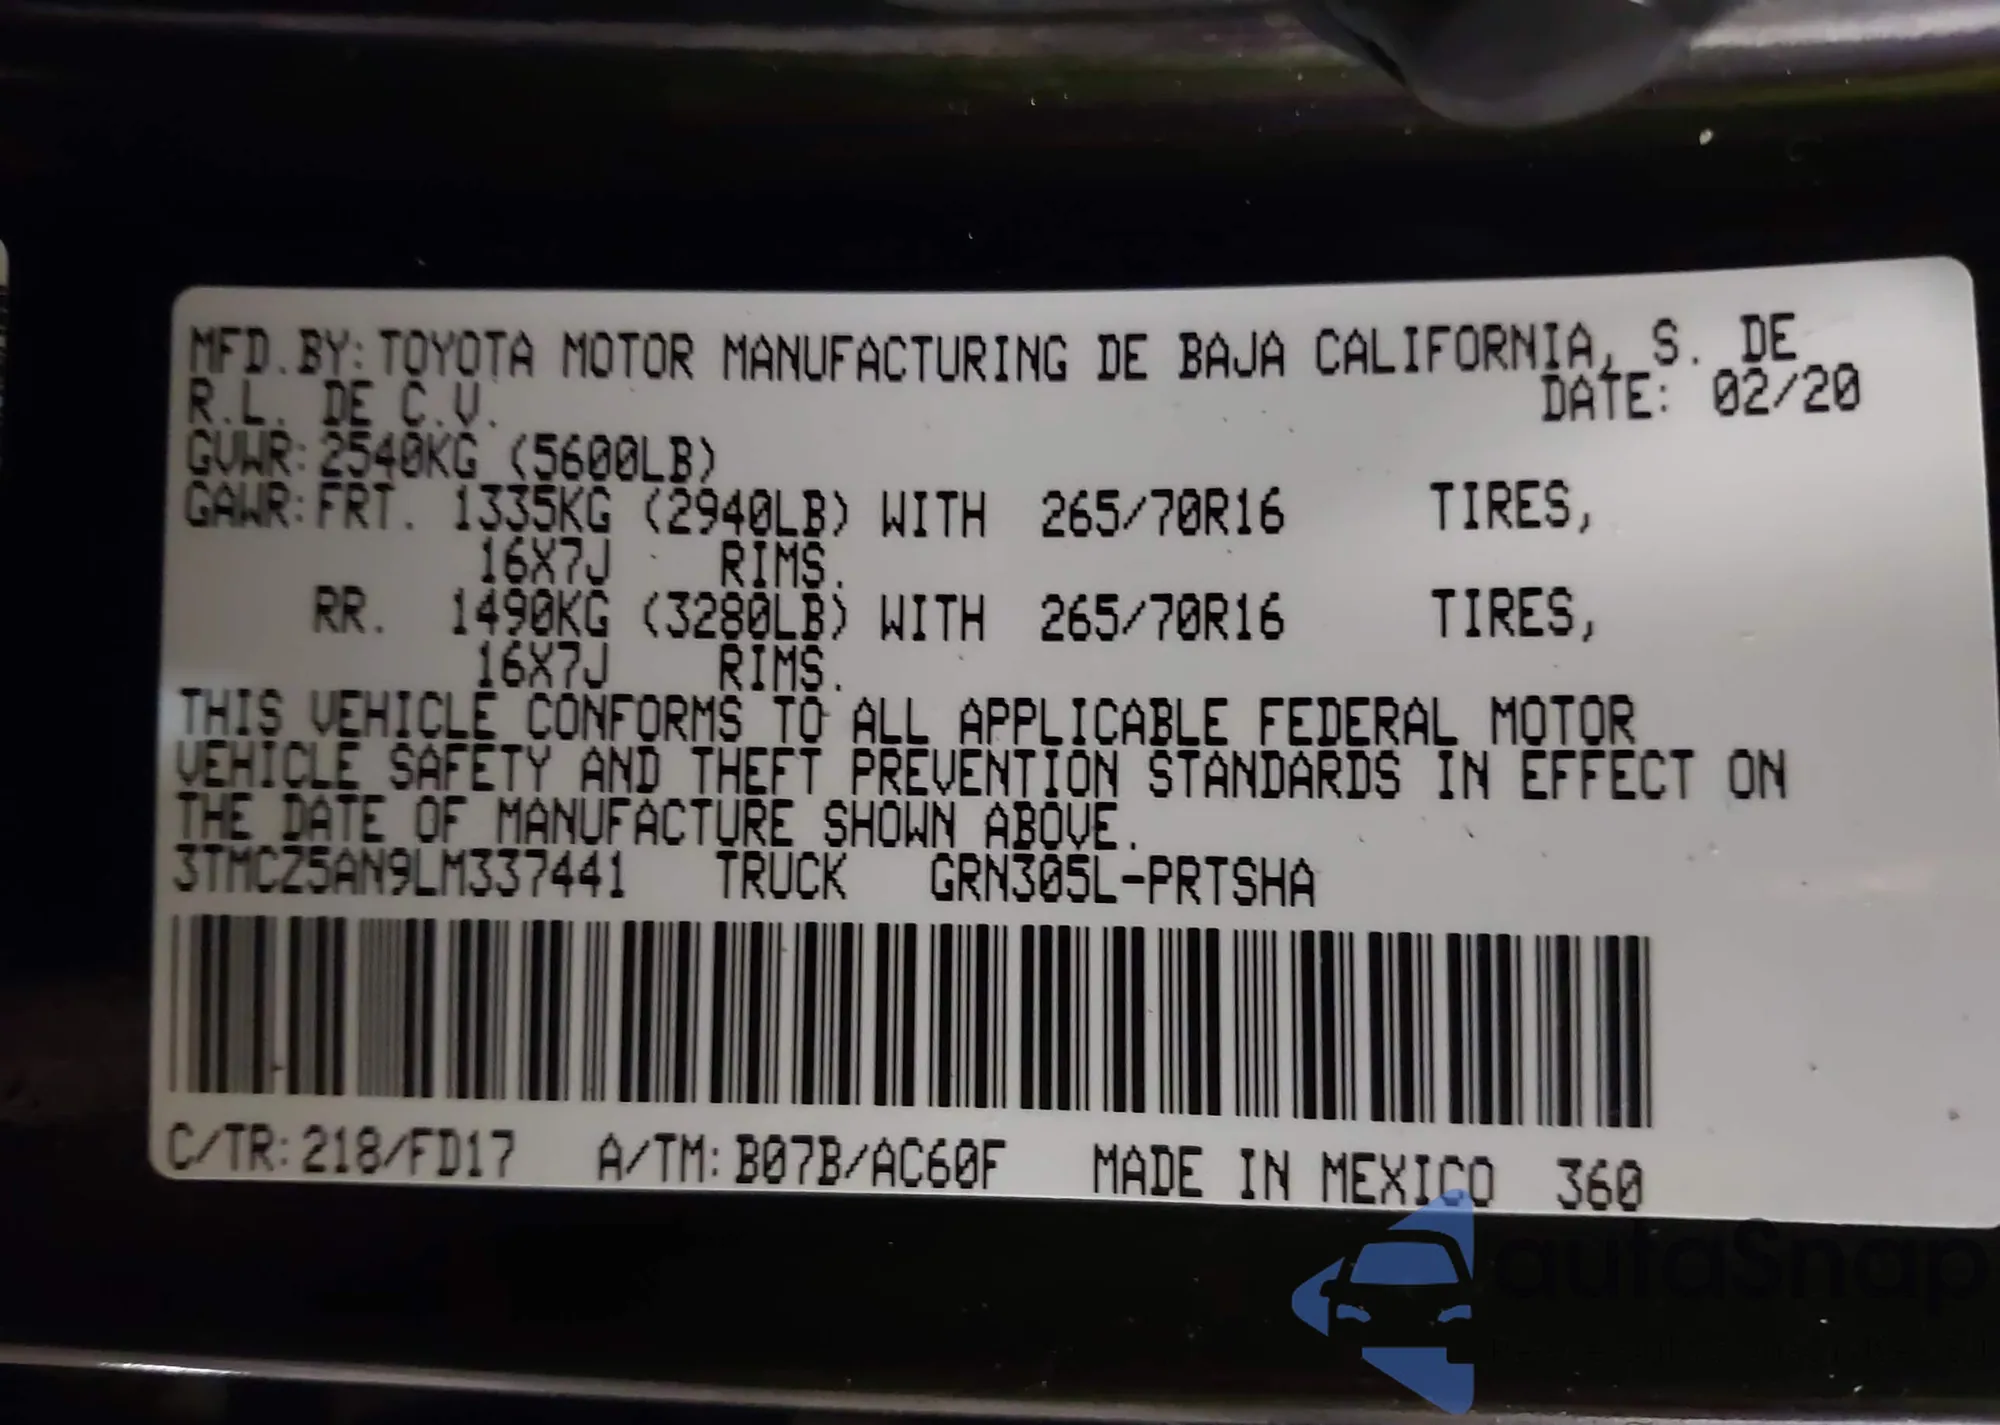 MFD.BY: TOYOTA MOTOR MANUFACTURING DE BAJA CALIFORNIA, S. DE
R.L. DE C.V. DATE: 02/20
GVWR: 2540KG (5600LB)
GAWR: FRT. 1335KG (2940LB) WITH 265/70R16 TIRES,
16X7J RIMS.
RR. 1490KG (3280LB) WITH 265/70R16 TIRES,
16X7J RIMS.
THIS VEHICLE CONFORMS TO ALL APPLICABLE FEDERAL MOTOR
VEHICLE SAFETY AND THEFT PREVENTION STANDARDS IN EFFECT ON
THE DATE OF MANUFACTURE SHOWN ABOVE.
3TMCZ5AN9LM337441 TRUCK GRN305L-PRTSHA
C/TR: 218/FD17 A/TM: B07B/AC60F MADE IN MEXICO 360
autoSnap